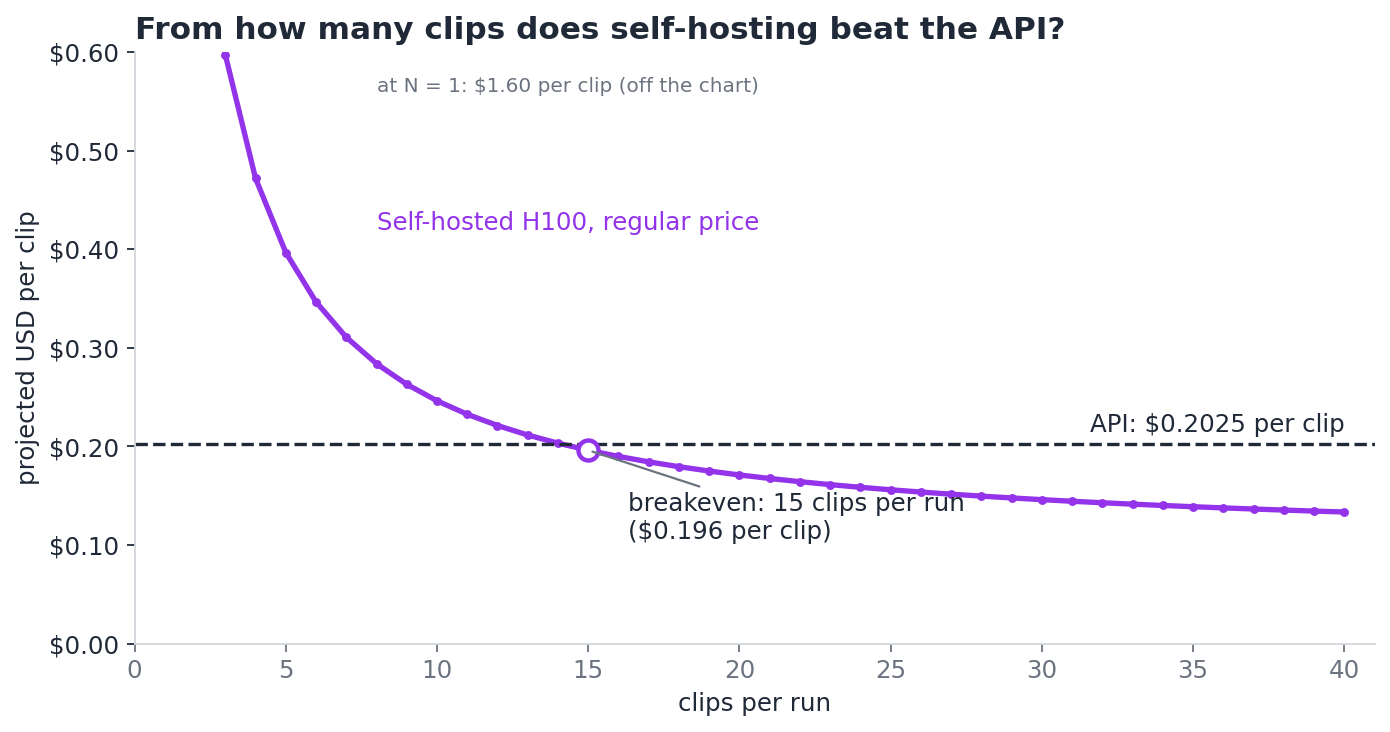 From how many clips does self-hosting beat the API?
$0.60
at N = 1: $1.60 per clip (off the chart)
$0.50
Self-hosted H100, regular price
$0.40
projected USD per clip
$0.30
API: $0.2025 per clip
$0.20
breakeven: 15 clips per run
($0.196 per clip)
$0.10
$0.00
0 5 10 15 20 25 30 35 40
clips per run